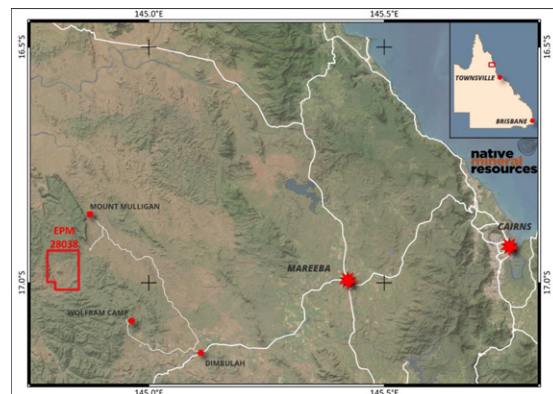 145.0°E
145.5°E
16.5°S
16.5°S
TOWNSVILLE
BRISBANE
native
mineral
resources
MOUNT MULLIGAN
EPM
28038
CAIRNS
MAREEBA
17.0°S
17.0°S
WOLFRAM CAMP
DIMBULAH
145.0°E
145.5°E